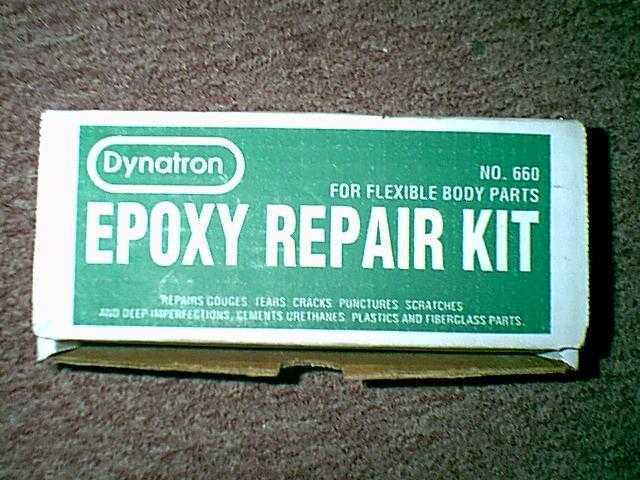 Dynatron
NO. 660
FOR FLEXIBLE BODY PARTS
EPOXY REPAIR KIT
REPAIRS GOUGES TEARS CRACKS PUNCTURES SCRATCHES
AND DEEP IMPERFECTIONS, CEMENTS URETHANES PLASTICS AND FIBERGLASS PARTS.